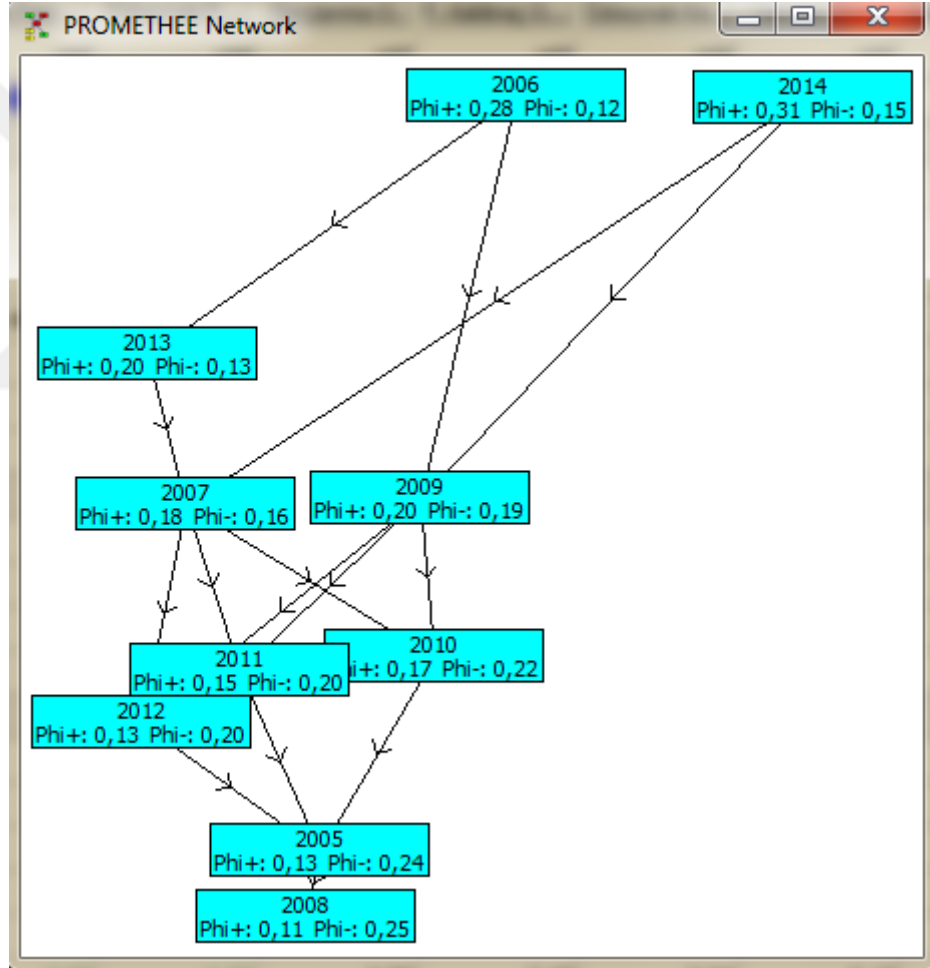 PROMETHEE Network
2006
Phi+: 0,28 Phi-: 0,12
2014
Phi+: 0,31 Phi-: 0,15
2013
Phi+: 0,20 Phi-: 0,13
2007
Phi+: 0,18 Phi-: 0,16
2009
Phi+: 0,20 Phi-: 0,19
2011
Phi+: 0,15 Phi-: 0,20
2010
hi+: 0,17 Phi-: 0,22
2012
Phi+: 0,13 Phi-: 0,20
2005
Phi+: 0,13 Phi-: 0,24
2008
Phi+: 0,11 Phi-: 0,25